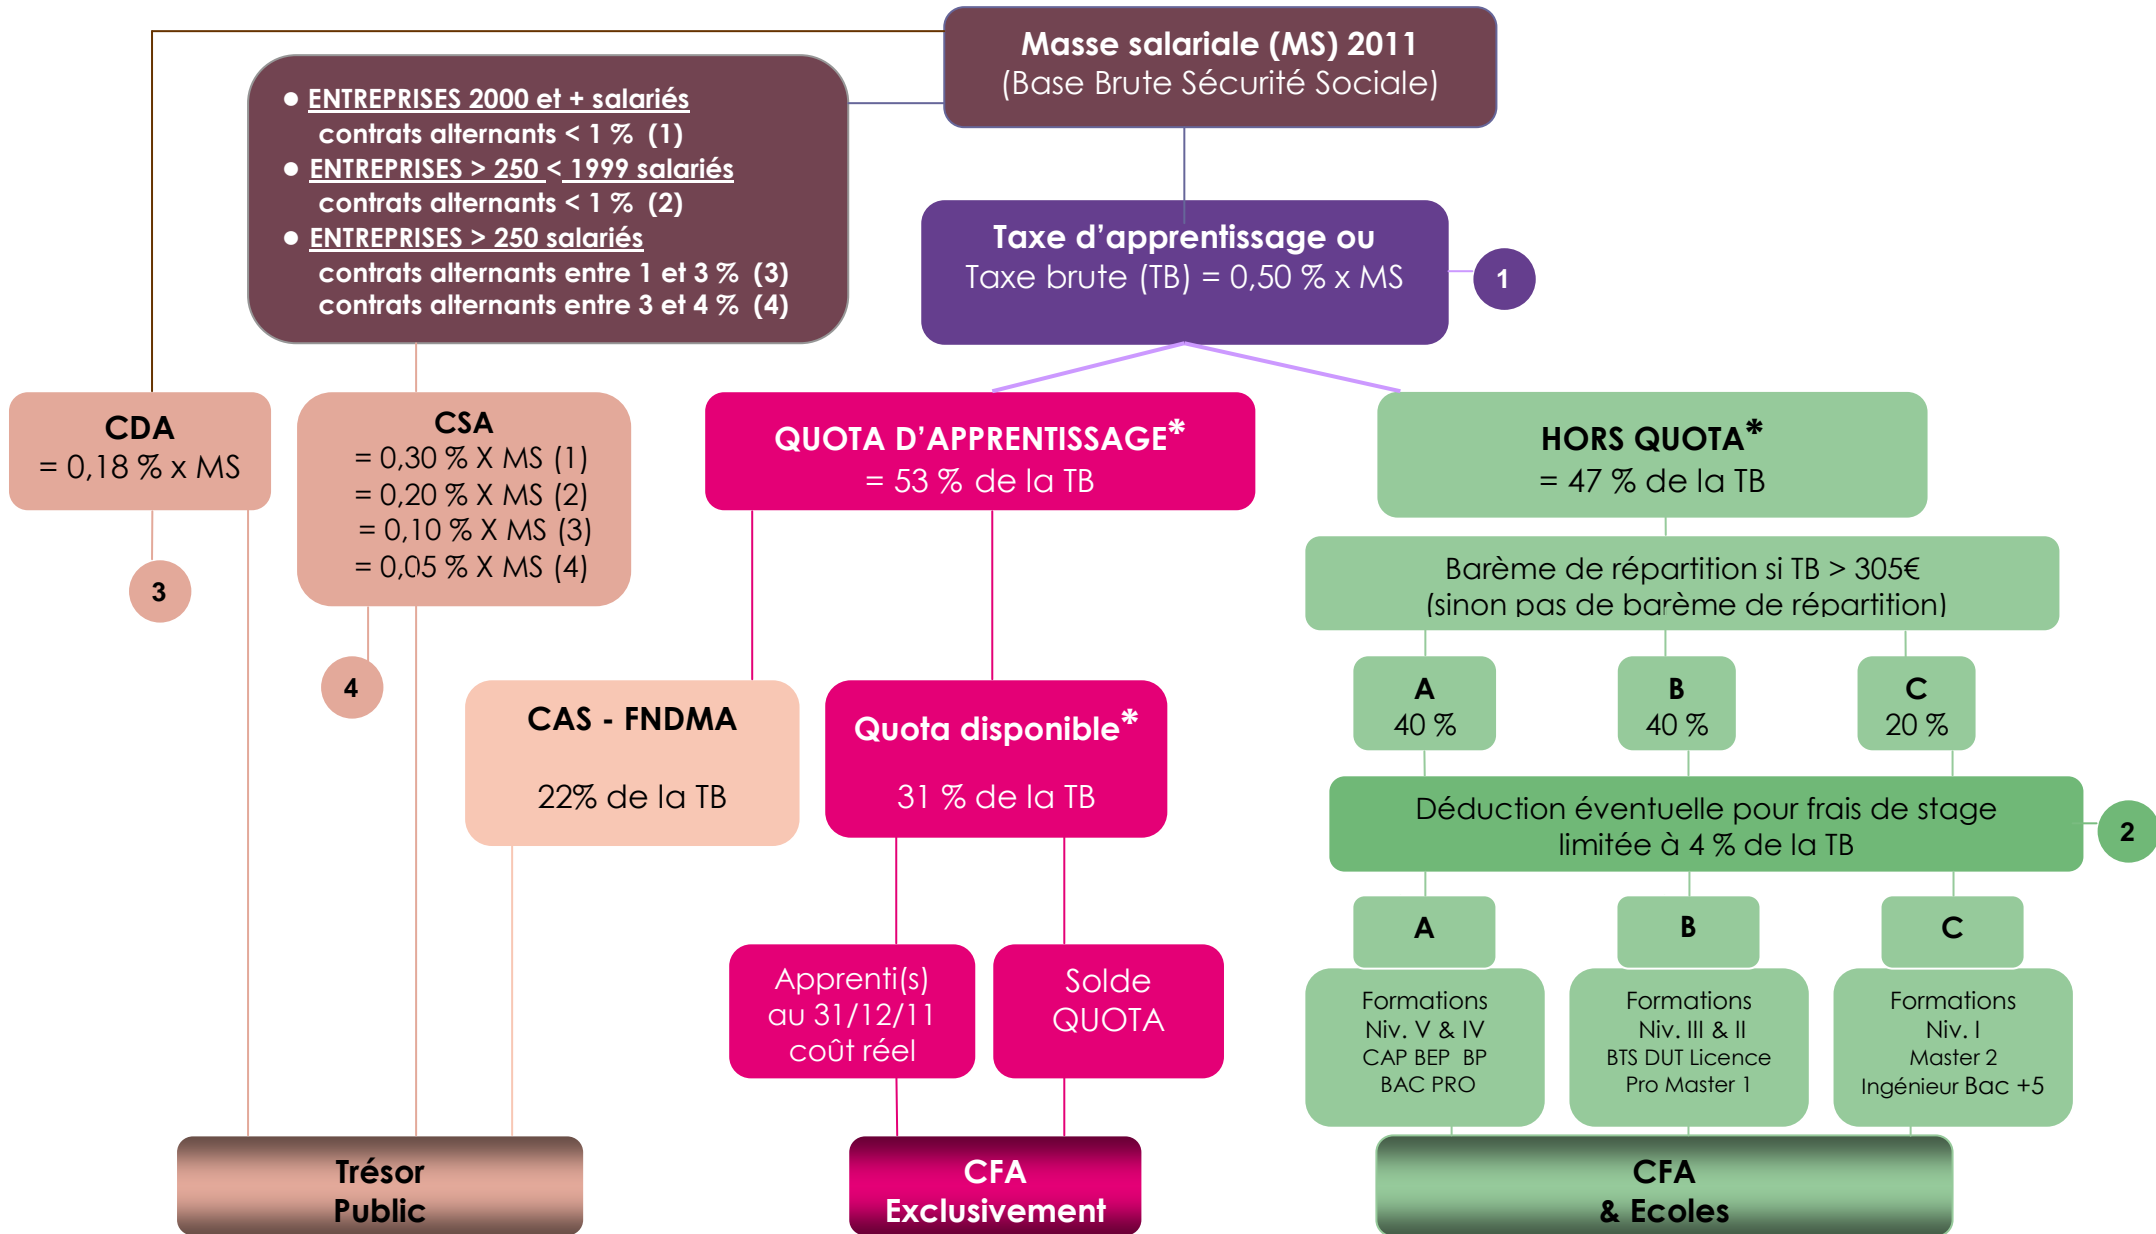 Masse salariale (MS) 2011
(Base Brute Sécurité Sociale)
● ENTREPRISES 2000 et + salariés
contrats alternants < 1 % (1)
● ENTREPRISES > 250 < 1999 salariés
contrats alternants < 1 % (2)
● ENTREPRISES > 250 salariés
contrats alternants entre 1 et 3 % (3)
contrats alternants entre 3 et 4 % (4)
Taxe d'apprentissage ou
Taxe brute (TB) = 0,50 % x MS
1
CDA
= 0,18 % x MS
3
CSA
= 0,30 % X MS (1)
= 0,20 % X MS (2)
= 0,10 % X MS (3)
= 0,05 % X MS (4)
4
QUOTA D'APPRENTISSAGE*
= 53 % de la TB
HORS QUOTA*
= 47 % de la TB
Barème de répartition si TB > 305€
(sinon pas de barème de répartition)
A
40 %
B
40 %
C
20 %
CAS - FNDMA
22% de la TB
Quota disponible*
31 % de la TB
Déduction éventuelle pour frais de stage
limitée à 4 % de la TB
2
A
B
C
Apprenti(s)
au 31/12/11
coût réel
Solde
QUOTA
Formations
Niv. V & IV
CAP BEP BP
BAC PRO
Formations
Niv. III & II
BTS DUT Licence
Pro Master 1
Formations
Niv. I
Master 2
Ingénieur Bac +5
Trésor
Public
CFA
Exclusivement
CFA
& Ecoles